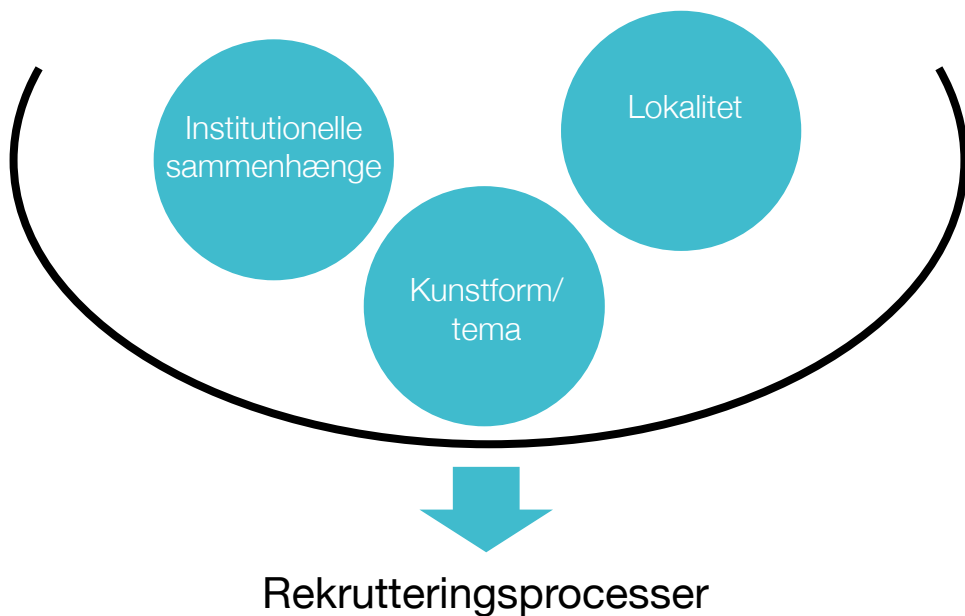 Institutionelle
sammenhænge
Lokalitet
Kunstform/
tema
Rekrutteringsprocesser